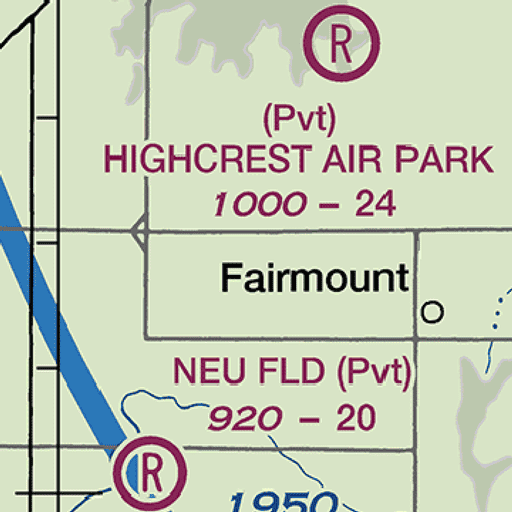 R
(Pvt)
HIGHCREST AIR PARK
1000 – 24
Fairmount
NEU FLD (Pvt)
920 – 20
R
1950